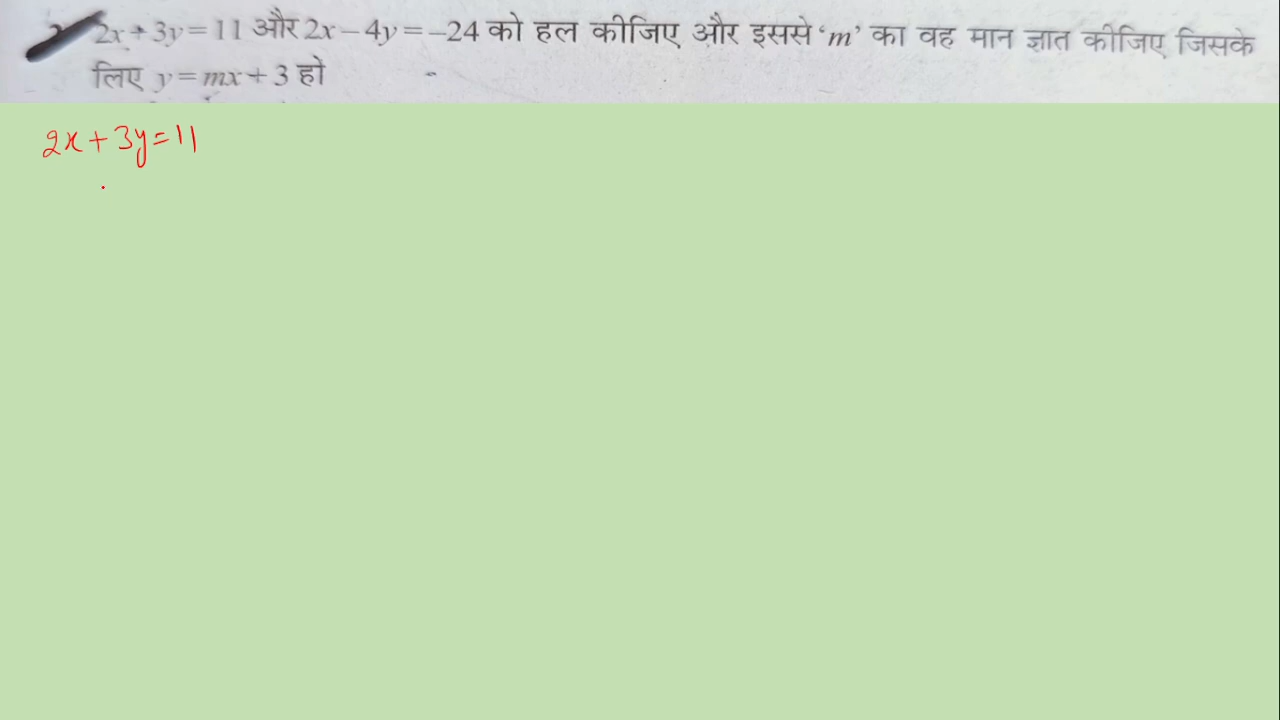 2x + 3y = 11 और 2x – 4y = –24 को हल कीजिए और इससे ‘m’ का वह मान ज्ञात कीजिए जिसके
लिए y = mx + 3 हो
2x + 3y = 11